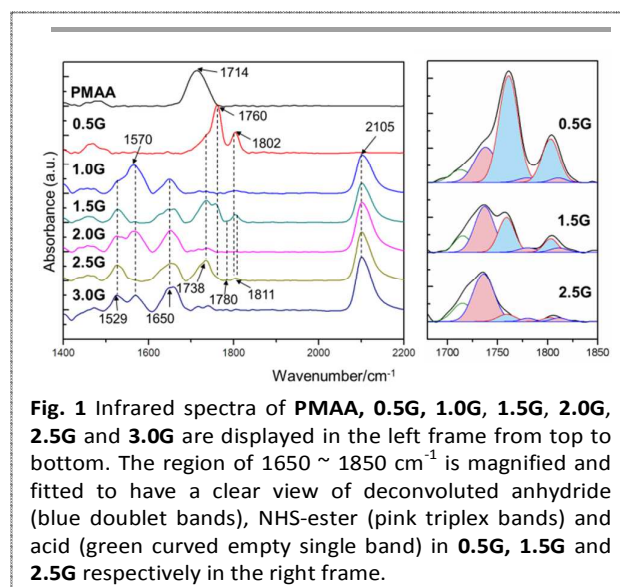 PMAA
0.5G
1.0G
1.5G
2.0G
2.5G
3.0G
1714
1760
1802
1570
2105
1738
1780
1811
1529
1650
Absorbance (a.u.)
1400 1600 1800 2000 2200
Wavenumber/cm-1
0.5G
1.5G
2.5G
1700 1750 1800 1850
Fig. 1 Infrared spectra of PMAA, 0.5G, 1.0G, 1.5G, 2.0G,
2.5G and 3.0G are displayed in the left frame from top to
bottom. The region of 1650 ~ 1850 cm-1 is magnified and
fitted to have a clear view of deconvoluted anhydride
(blue doublet bands), NHS-ester (pink triplex bands) and
acid (green curved empty single band) in 0.5G, 1.5G and
2.5G respectively in the right frame.